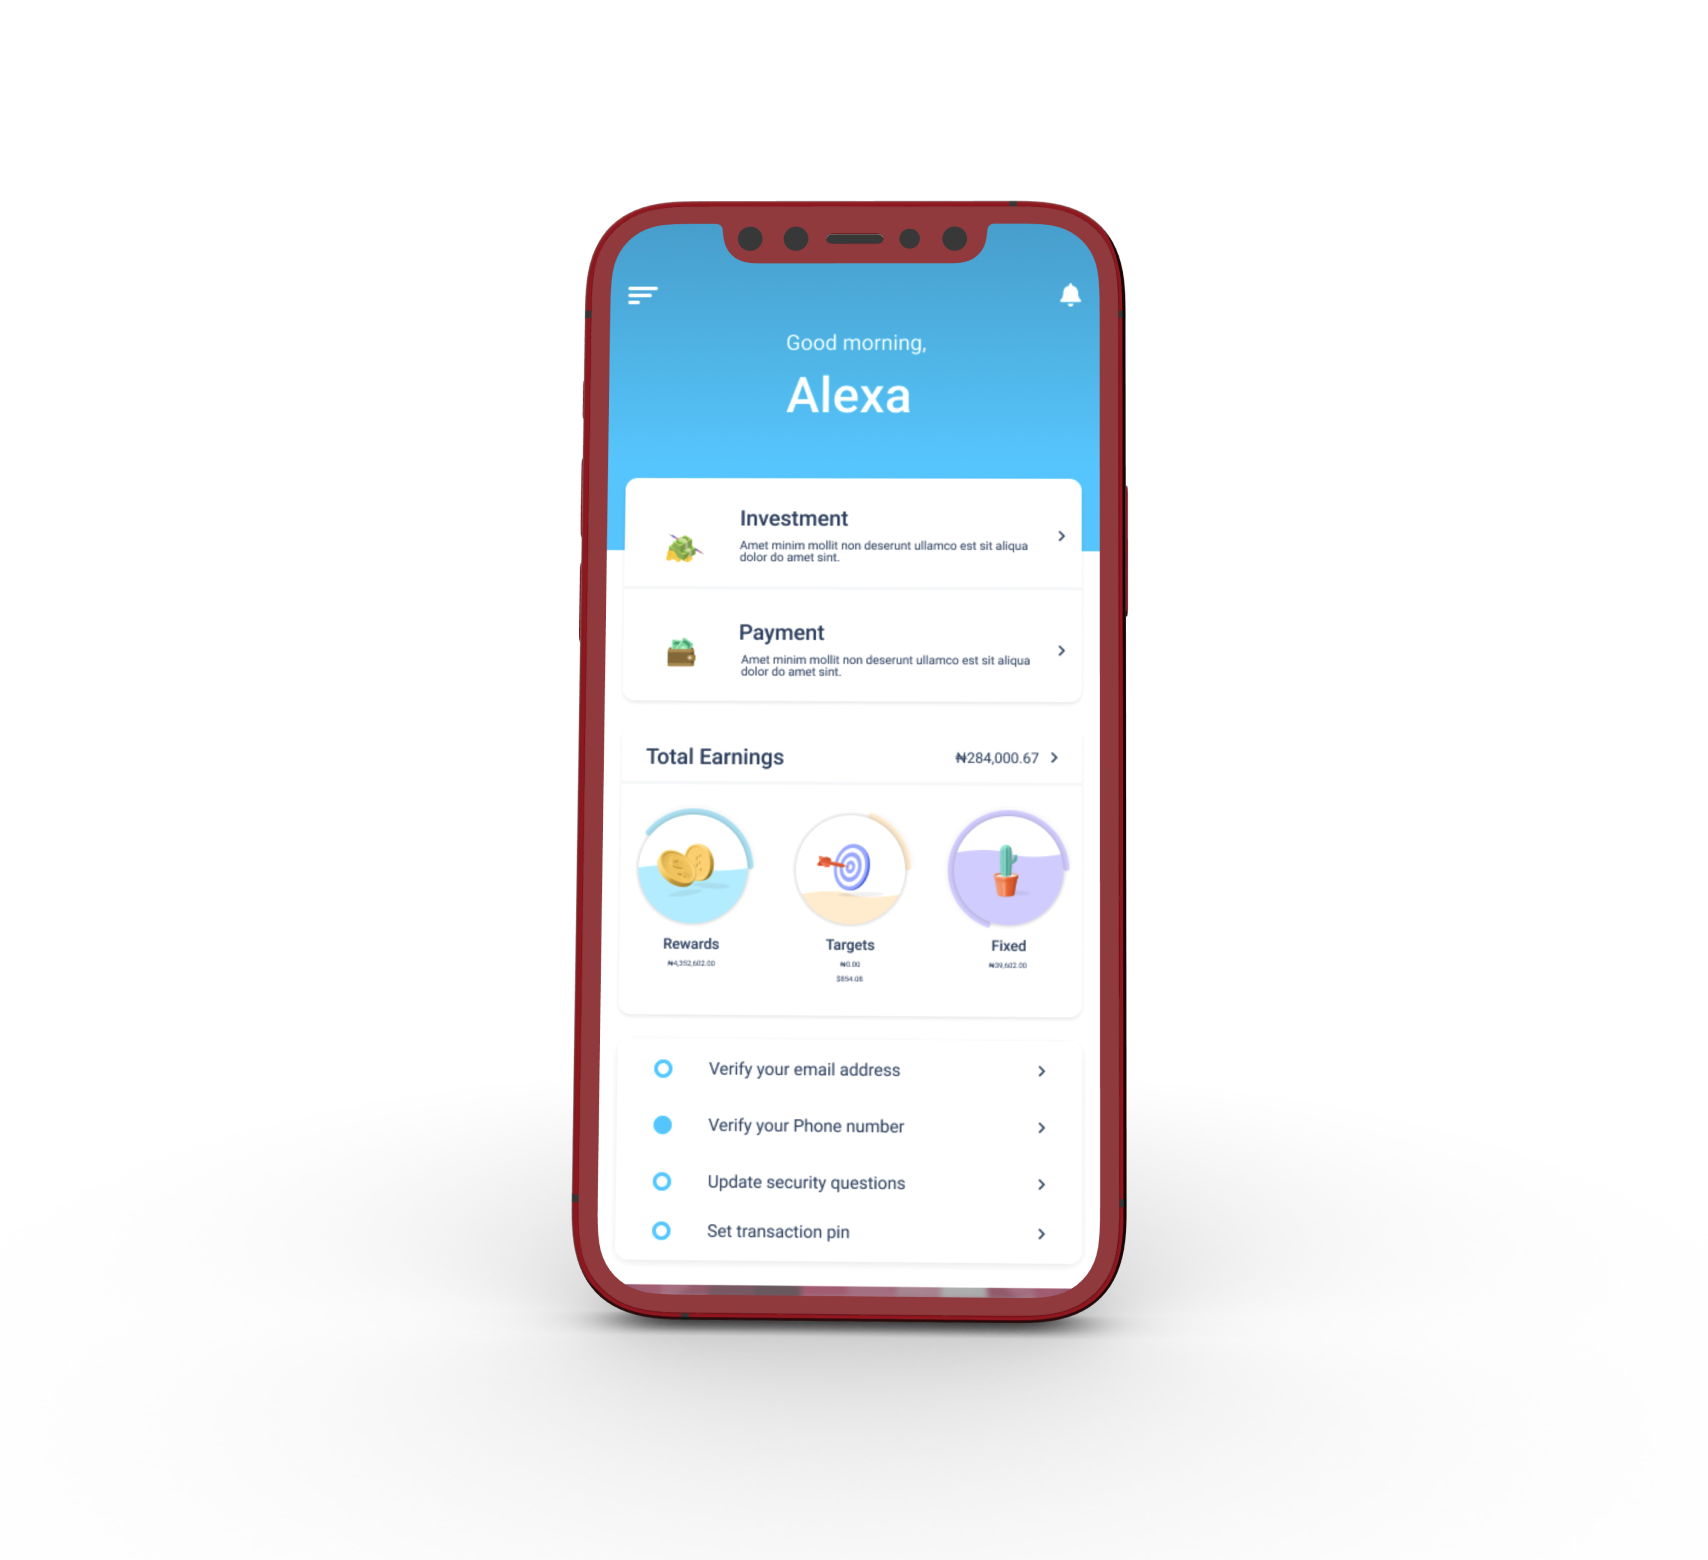 Good morning,
Alexa
Investment
Amet minim mollit non deserunt ullamco est sit aliqua
dolor do amet sint.
Payment
Amet minim mollit non deserunt ullamco est sit aliqua
dolor do amet sint.
Total Earnings ₦284,000.67
Rewards Targets Fixed
₦4,352,602.00 ₦0.00 ₦39,602.00
$854.08
Verify your email address
Verify your Phone number
Update security questions
Set transaction pin